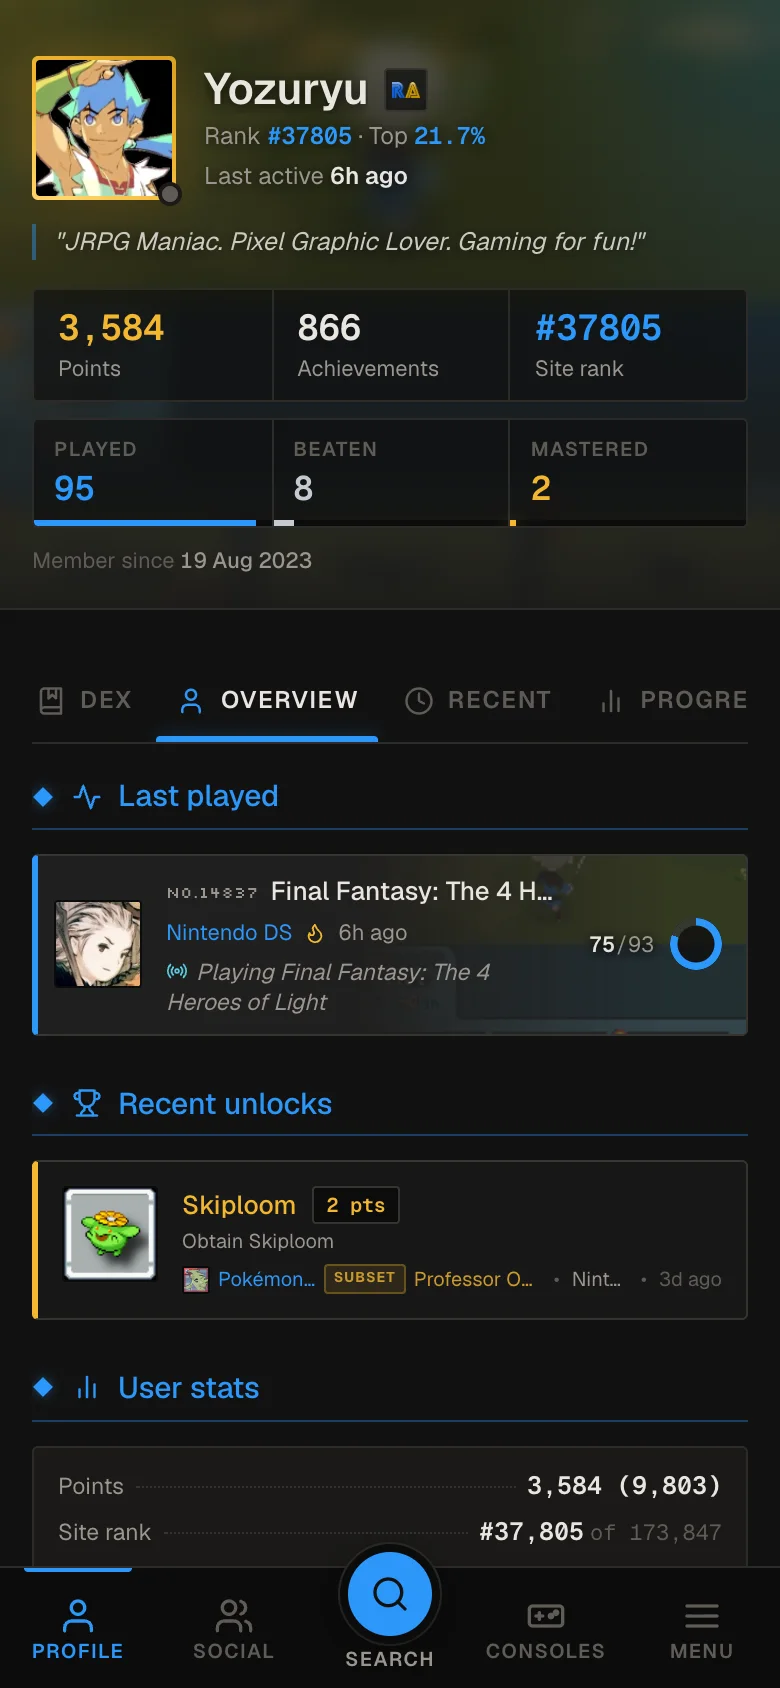 Yozuryu RA
Rank #37805 · Top 21.7%
Last active 6h ago
"JRPG Maniac. Pixel Graphic Lover. Gaming for fun!"
3,584 866 #37805
Points Achievements Site rank
PLAYED BEATEN MASTERED
95 8 2
Member since 19 Aug 2023
DEX OVERVIEW RECENT PROGRE
Last played
NO.14837 Final Fantasy: The 4 H...
Nintendo DS 6h ago
75/93
Playing Final Fantasy: The 4
Heroes of Light
Recent unlocks
Skiploom 2 pts
Obtain Skiploom
Pokémon... SUBSET Professor O... • Nint... • 3d ago
User stats
Points 3,584 (9,803)
Site rank #37,805 of 173,847
PROFILE SOCIAL SEARCH CONSOLES MENU